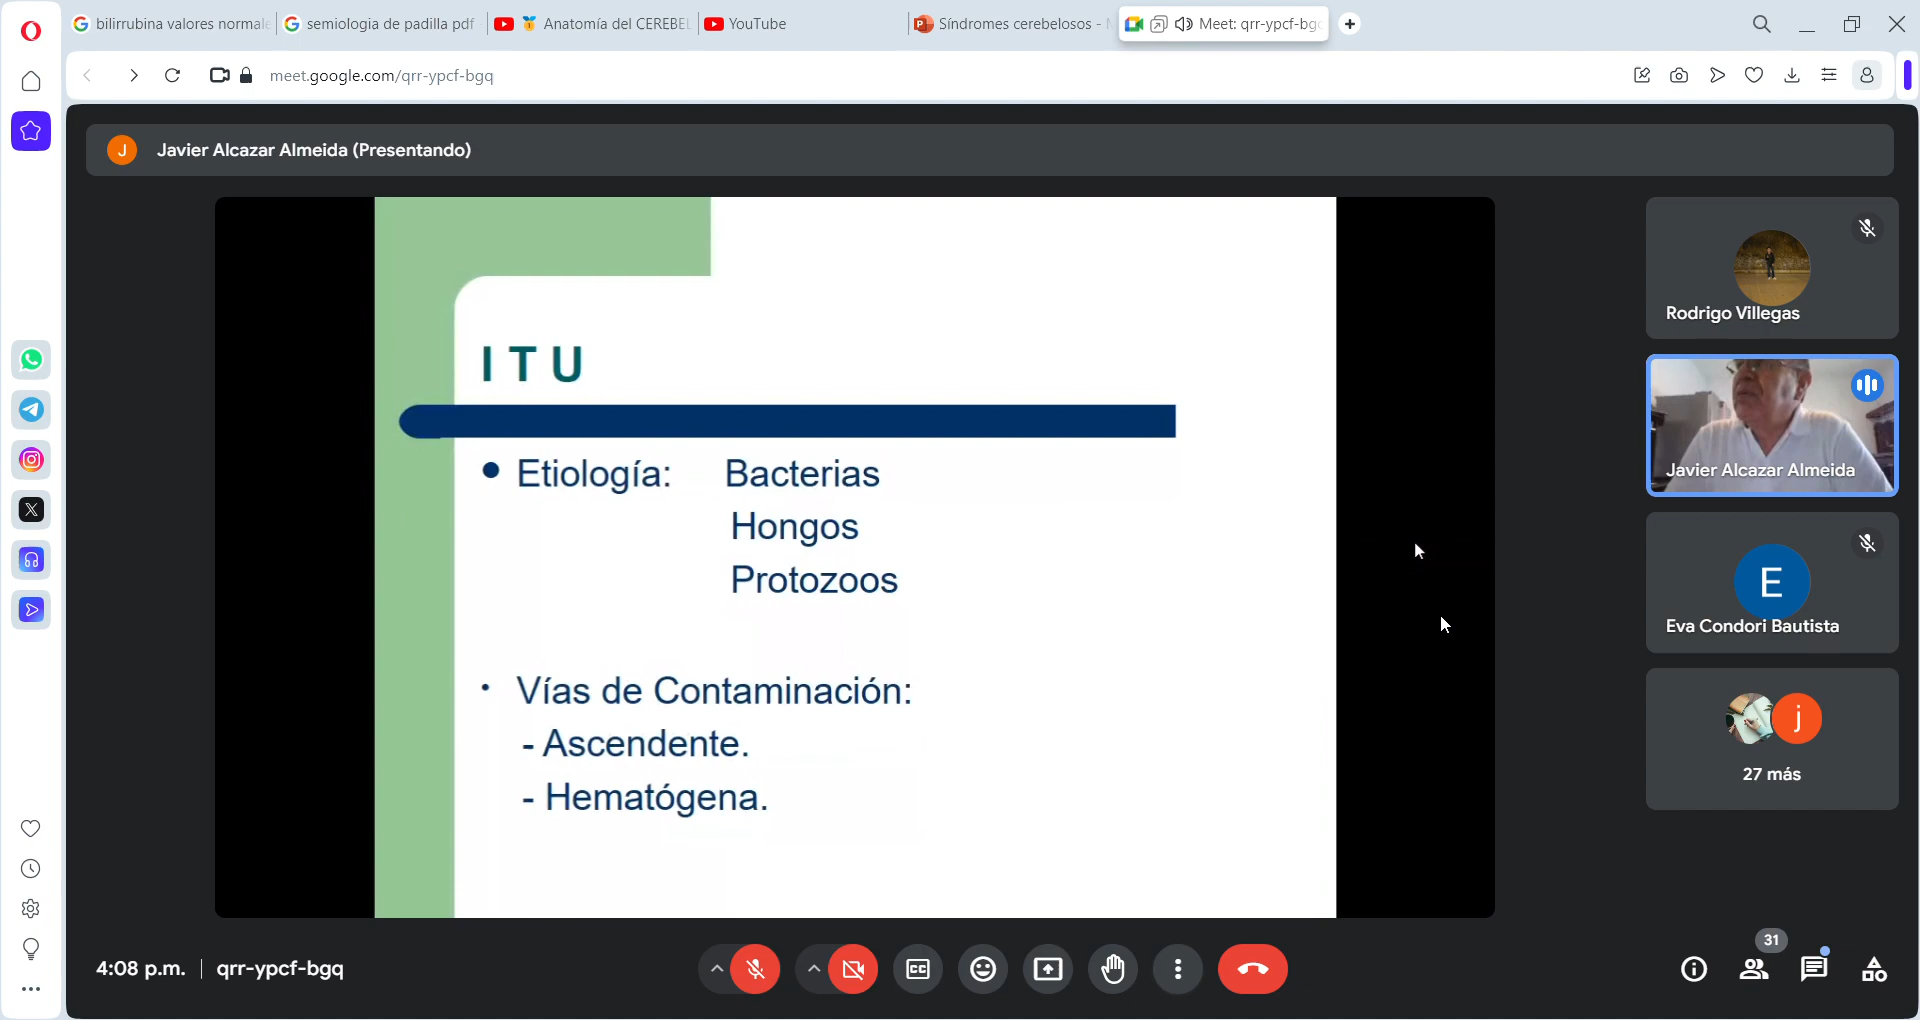 bilirrubina valores normale
semiologia de padilla pdf
Anatomía del CEREBEL
YouTube
Síndromes cerebelosos -
Meet: qrr-ypcf-bgq
meet.google.com/qrr-ypcf-bgq
J
Javier Alcazar Almeida (Presentando)
I T U
Etiología: Bacterias
Hongos
Protozoos
Vías de Contaminación:
- Ascendente.
- Hematógena.
Rodrigo Villegas
Javier Alcazar Almeida
E
Eva Condori Bautista
j
27 más
4:08 p.m.
qrr-ypcf-bgq
CC
31